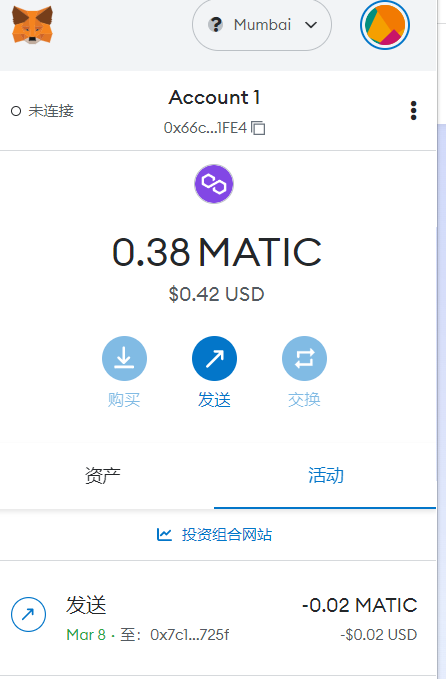 Mumbai
未连接
Account 1
0x66c...1FE4
0.38 MATIC
$0.42 USD
购买
发送
交换
资产
活动
投资组合网站
发送
-0.02 MATIC
Mar 8 · 至：0x7c1...725f
-$0.02 USD